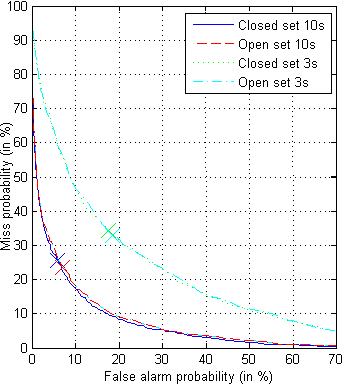 100
90
80
70
60
50
40
30
20
10
0
Miss probability (in %)
Closed set 10s
Open set 10s
Closed set 3s
Open set 3s
0 10 20 30 40 50 60 70
False alarm probability (in %)